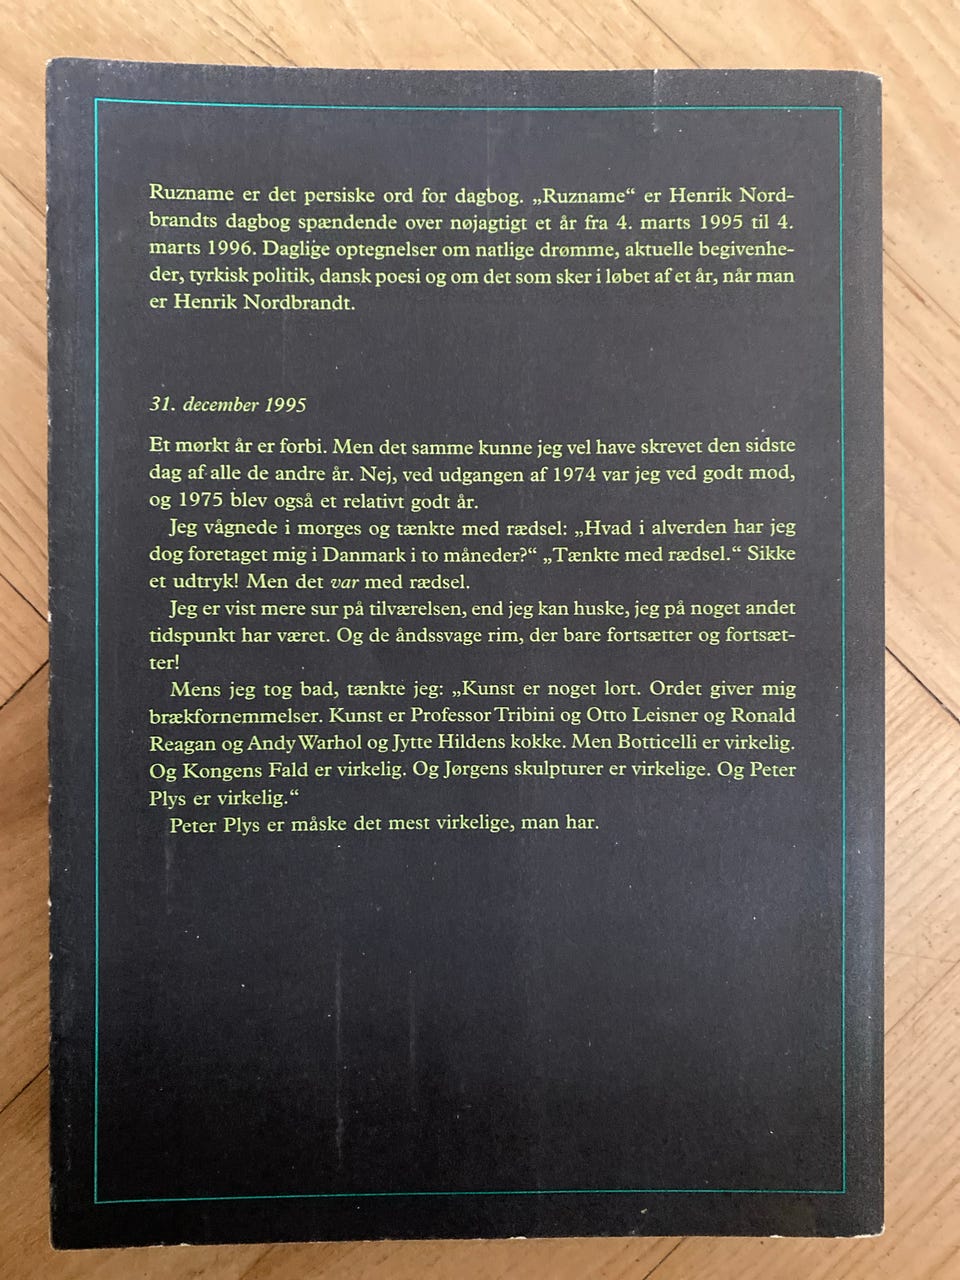 Ruzname er det persiske ord for dagbog. „Ruzname“ er Henrik Nord-
brandts dagbog spændende over nøjagtigt et år fra 4. marts 1995 til 4.
marts 1996. Daglige optegnelser om natlige drømme, aktuelle begivenhe-
der, tyrkisk politik, dansk poesi og om det som sker i løbet af et år, når man
er Henrik Nordbrandt.
31. december 1995
Et mørkt år er forbi. Men det samme kunne jeg vel have skrevet den sidste
dag af alle de andre år. Nej, ved udgangen af 1974 var jeg ved godt mod,
og 1975 blev også et relativt godt år.
Jeg vågnede i morges og tænkte med rædsel: „Hvad i alverden har jeg
dog foretaget mig i Danmark i to måneder?“ „Tænkte med rædsel.“ Sikke
et udtryk! Men det var med rædsel.
Jeg er vist mere sur på tilværelsen, end jeg kan huske, jeg på noget andet
tidspunkt har været. Og de åndssvage rim, der bare fortsætter og fortsæt-
ter!
Mens jeg tog bad, tænkte jeg: „Kunst er noget lort. Ordet giver mig
brækfornemmelser. Kunst er Professor Tribini og Otto Leisner og Ronald
Reagan og Andy Warhol og Jytte Hildens kokke. Men Botticelli er virkelig.
Og Kongens Fald er virkelig. Og Jørgens skulpturer er virkelige. Og Peter
Plys er virkelig.“
Peter Plys er måske det mest virkelige, man har.